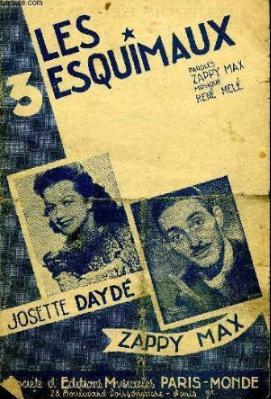 LES
3 ESQUIMAUX
PAROLES
ZAPPY MAX
MUSIQUE
RENÉ MELÉ
JOSETTE DAYDÉ
ZAPPY MAX
Société d'Editions Musicales PARIS-MONDE
28 Boulevard Poissonnière - Paris 9e